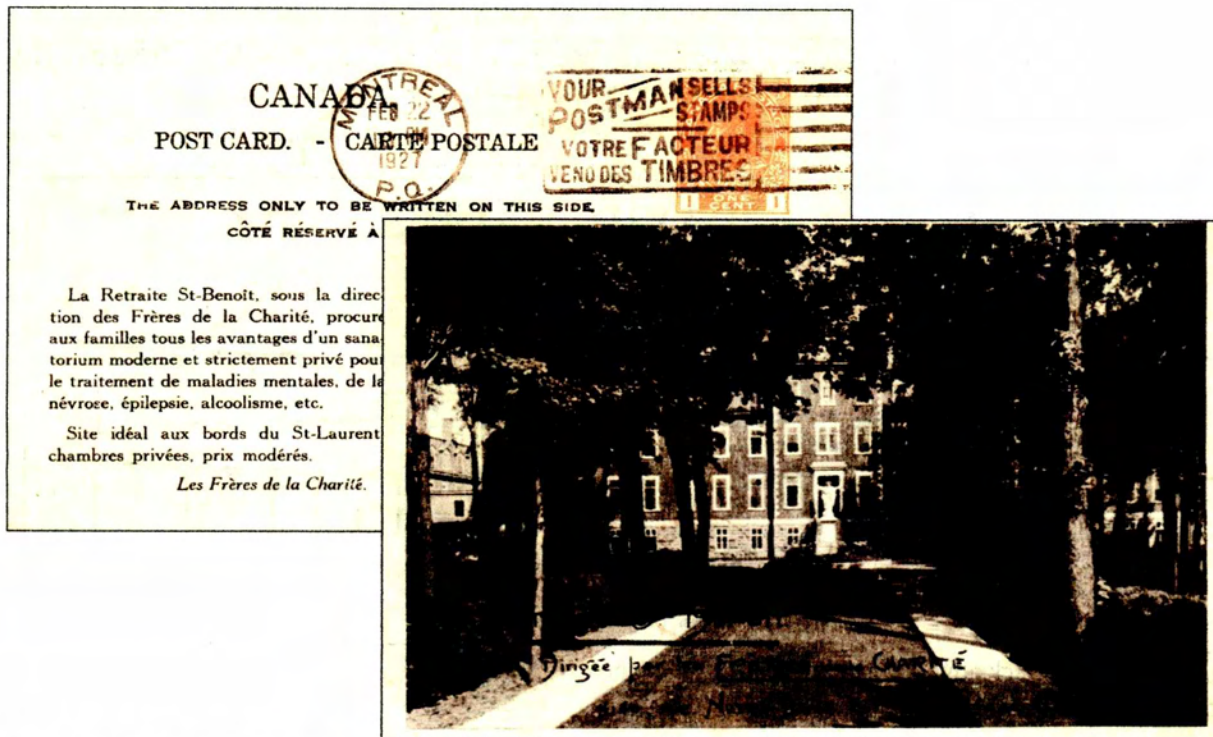 CANADA.
POST CARD. - CARTE POSTALE
MONTREAL
FEB 22
1927
P.Q.
YOUR POSTMAN SELLS STAMPS
VOTRE FACTEUR
VEND DES TIMBRES
1 ONE CENT 1
THE ADDRESS ONLY TO BE WRITTEN ON THIS SIDE
CÔTÉ RÉSERVÉ À
La Retraite St-Benoît, sous la direc
tion des Frères de la Charité, procure
aux familles tous les avantages d'un sana
torium moderne et strictement privé pour
le traitement de maladies mentales, de la
névrose, épilepsie, alcoolisme, etc.
Site idéal aux bords du St-Laurent
chambres privées, prix modérés.
Les Frères de la Charité.
Dirigée par CHARITÉ